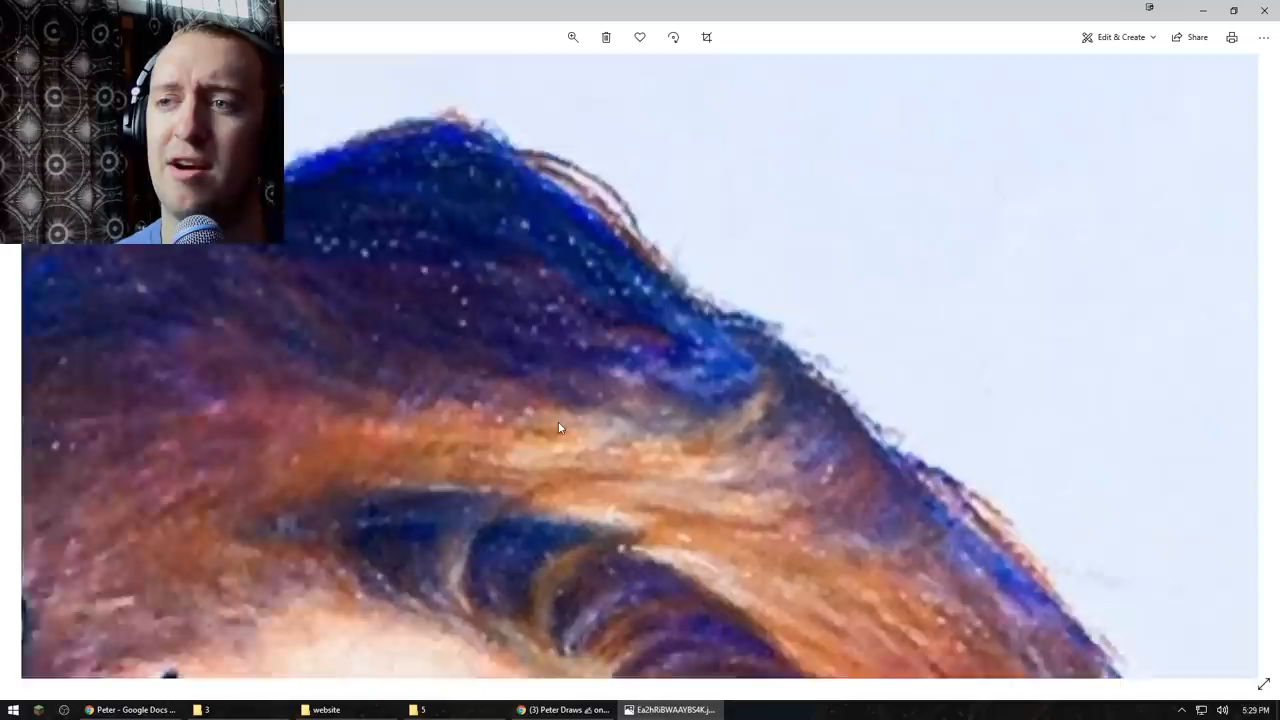 Edit & Create
Share
Peter - Google Docs ...
3
website
5
(3) Peter Draws ✍ on...
Ea2hRiBWAAYBS4K.j...
5:29 PM